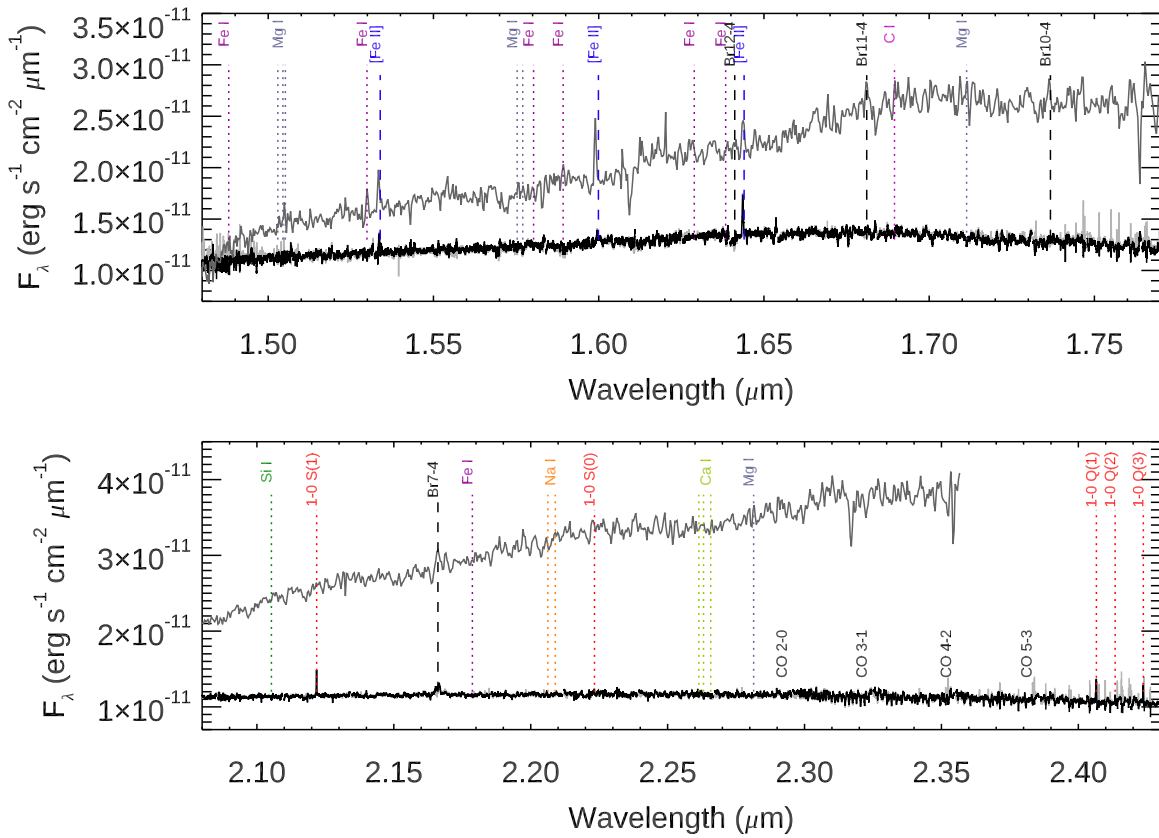 3.5×10⁻¹¹
3.0×10⁻¹¹
2.5×10⁻¹¹
2.0×10⁻¹¹
1.5×10⁻¹¹
1.0×10⁻¹¹
F_λ (erg s⁻¹ cm⁻² μm⁻¹)
Fe I
Mg I
Fe I
[Fe II]
Mg I
Fe I
Fe I
[Fe II]
Fe I
Fe I
Br12-4
[Fe II]
Br11-4
C I
Mg I
Br10-4
1.50 1.55 1.60 1.65 1.70 1.75
Wavelength (μm)
4×10⁻¹¹
3×10⁻¹¹
2×10⁻¹¹
1×10⁻¹¹
F_λ (erg s⁻¹ cm⁻² μm⁻¹)
Si I
1-0 S(1)
Br7-4
Fe I
Na I
1-0 S(0)
Ca I
Mg I
CO 2-0
CO 3-1
CO 4-2
CO 5-3
1-0 Q(1)
1-0 Q(2)
1-0 Q(3)
2.10 2.15 2.20 2.25 2.30 2.35 2.40
Wavelength (μm)